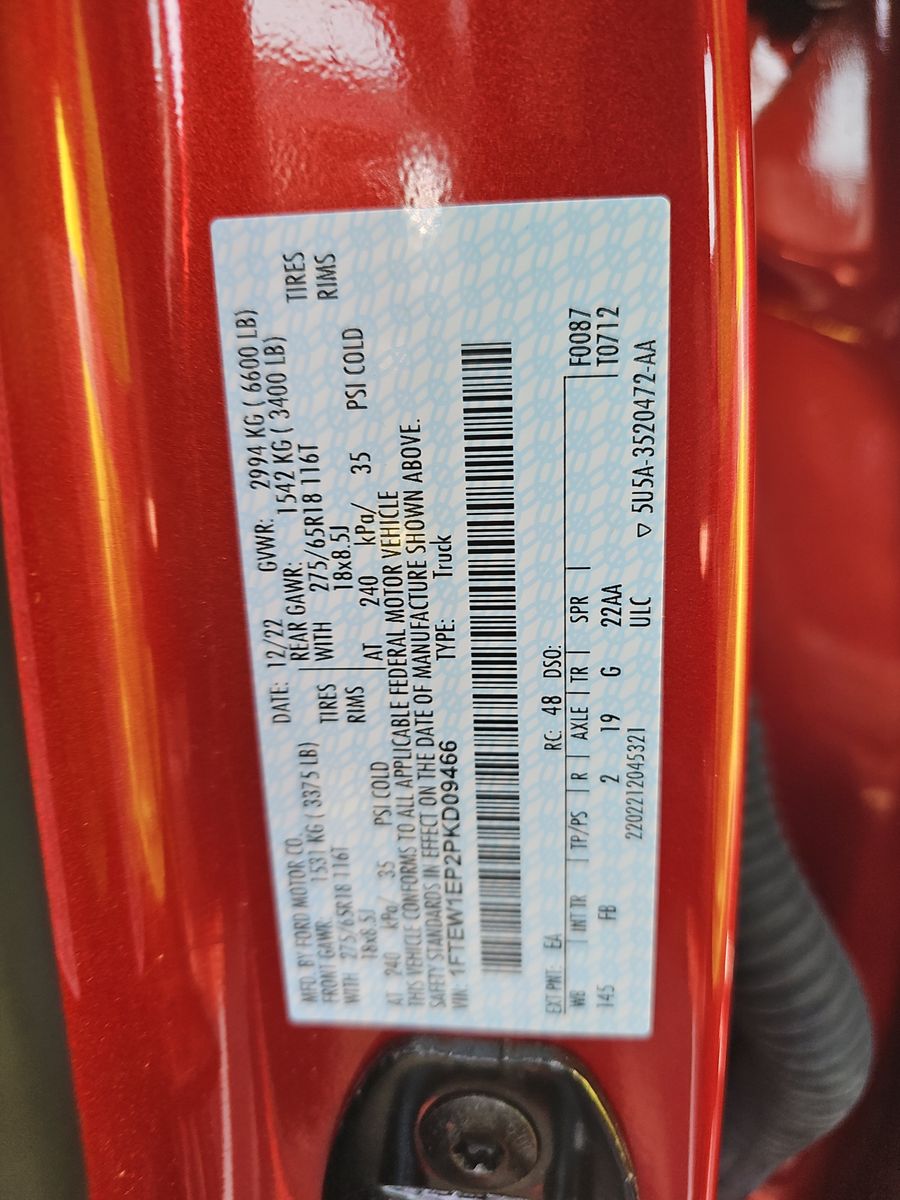 MFD. BY FORD MOTOR CO. DATE: 12/22 GVWR: 2994 KG ( 6600 LB)
FRONT GAWR: 1531 KG ( 3375 LB) REAR GAWR: 1542 KG ( 3400 LB)
WITH 275/65R18 116T TIRES WITH 275/65R18 116T TIRES
18x8.5J RIMS 18x8.5J RIMS
AT 240 kPa/ 35 PSI COLD AT 240 kPa/ 35 PSI COLD
THIS VEHICLE CONFORMS TO ALL APPLICABLE FEDERAL MOTOR VEHICLE
SAFETY STANDARDS IN EFFECT ON THE DATE OF MANUFACTURE SHOWN ABOVE.
VIN: 1FTEW1EP2PKD09466 TYPE: Truck
EXT PNT: EA RC: 48 DSO:
WB INT TR TP/PS R AXLE TR SPR F0087
145 FB 2 19 G 22AA T0712
ULC
2202212045321 ▽ 5U5A-3520472-AA